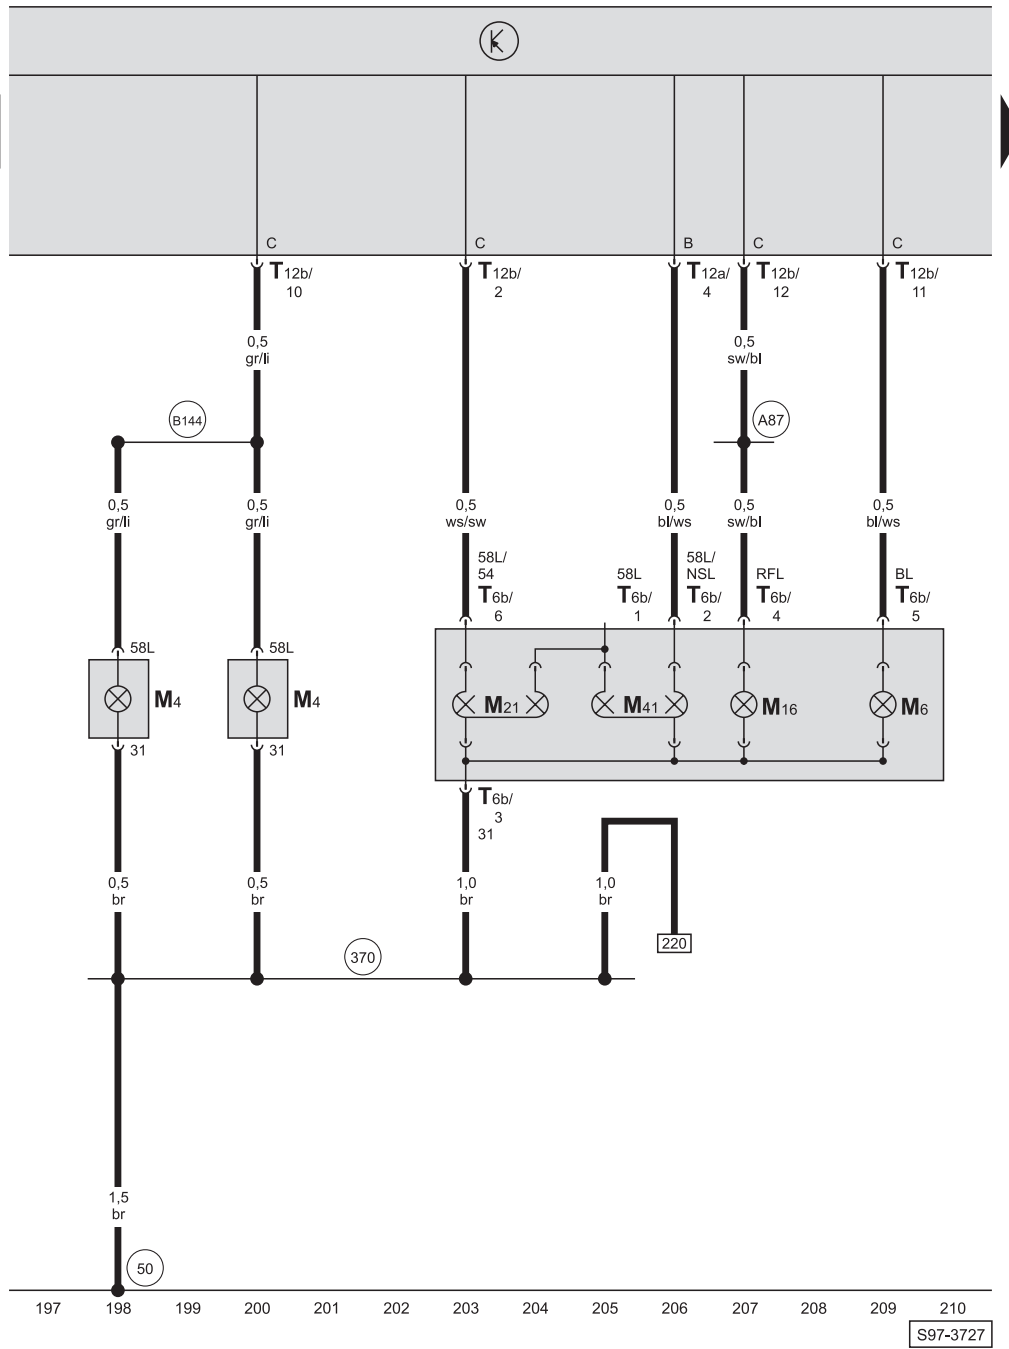 C C B C C
T12b/ T12b/ T12a/ T12b/ T12b/
10 2 4 12 11
0,5 0,5
gr/li sw/bl
B144 A87
0,5 0,5 0,5 0,5 0,5 0,5
gr/li gr/li ws/sw bl/ws sw/bl bl/ws
58L/ 58L/
54 58L NSL RFL BL
T6b/ T6b/ T6b/ T6b/ T6b/
6 1 2 4 5
58L 58L
M4 M4 M21 M41 M16 M6
31 31
T6b/
3
31
0,5 0,5 1,0 1,0
br br br br
220
370
1,5
br
50
197 198 199 200 201 202 203 204 205 206 207 208 209 210
S97-3727